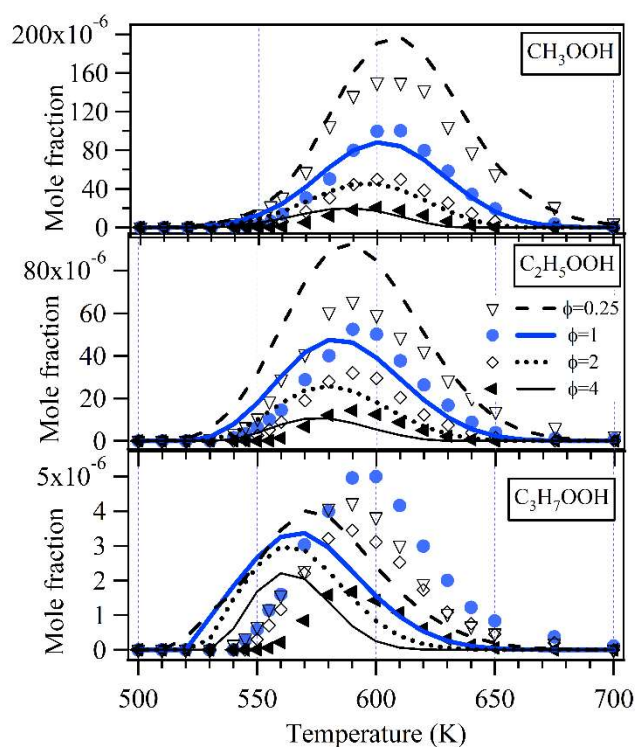 200x10⁻⁶
160
120
80
40
0
Mole fraction
CH₃OOH
80x10⁻⁶
60
40
20
0
Mole fraction
C₂H₅OOH
ϕ=0.25
ϕ=1
ϕ=2
ϕ=4
5x10⁻⁶
4
3
2
1
0
Mole fraction
C₃H₇OOH
500 550 600 650 700
Temperature (K)